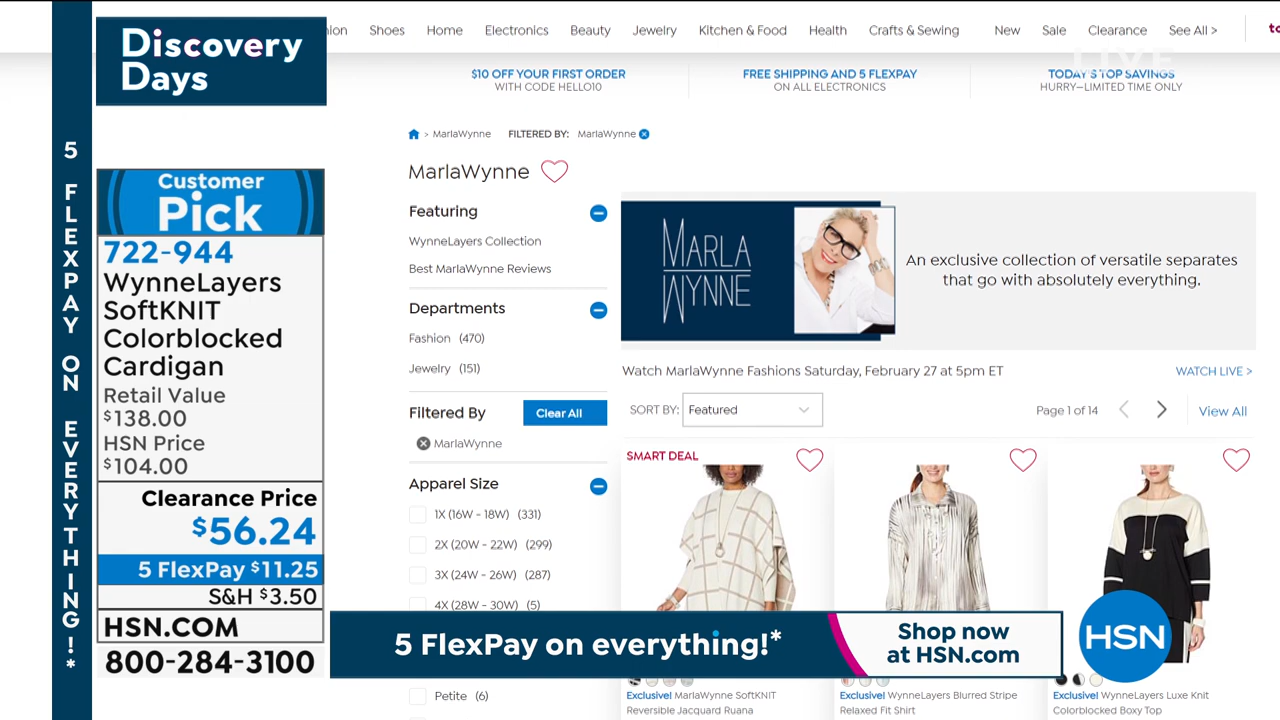 Discovery
Days
Shoes
Home
Electronics
Beauty
Jewelry
Kitchen & Food
Health
Crafts & Sewing
New
Sale
Clearance
See All >
LIVE
$10 OFF YOUR FIRST ORDER
WITH CODE HELLO10
FREE SHIPPING AND 5 FLEXPAY
ON ALL ELECTRONICS
TODAY'S TOP SAVINGS
HURRY—LIMITED TIME ONLY
5 FLEXPAY ON EVERYTHING!*
Customer
Pick
722-944
WynneLayers
SoftKNIT
Colorblocked
Cardigan
Retail Value
$138.00
HSN Price
$104.00
Clearance Price
$56.24
5 FlexPay $11.25
S&H $3.50
HSN.COM
800-284-3100
> MarlaWynne
FILTERED BY: MarlaWynne
MarlaWynne
Featuring
WynneLayers Collection
Best MarlaWynne Reviews
Departments
Fashion (470)
Jewelry (151)
Filtered By
Clear All
MarlaWynne
Apparel Size
1X (16W - 18W) (331)
2X (20W - 22W) (299)
3X (24W - 26W) (287)
4X (28W - 30W) (5)
Petite (6)
MARLA
WYNNE
An exclusive collection of versatile separates
that go with absolutely everything.
Watch MarlaWynne Fashions Saturday, February 27 at 5pm ET
WATCH LIVE >
SORT BY: Featured
Page 1 of 14
View All
SMART DEAL
5 FlexPay on everything!*
Shop now
at HSN.com
HSN
Exclusive! MarlaWynne SoftKNIT
Reversible Jacquard Ruana
Exclusive! WynneLayers Blurred Stripe
Relaxed Fit Shirt
Exclusive! WynneLayers Luxe Knit
Colorblocked Boxy Top